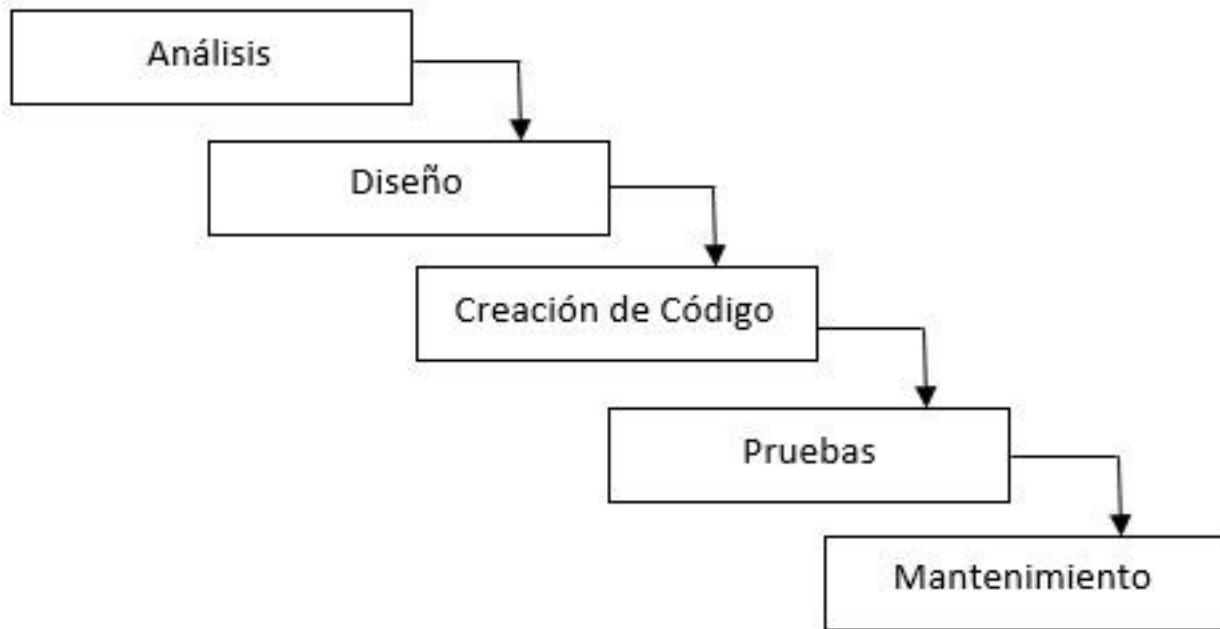 Análisis
Diseño
Creación de Código
Pruebas
Mantenimiento